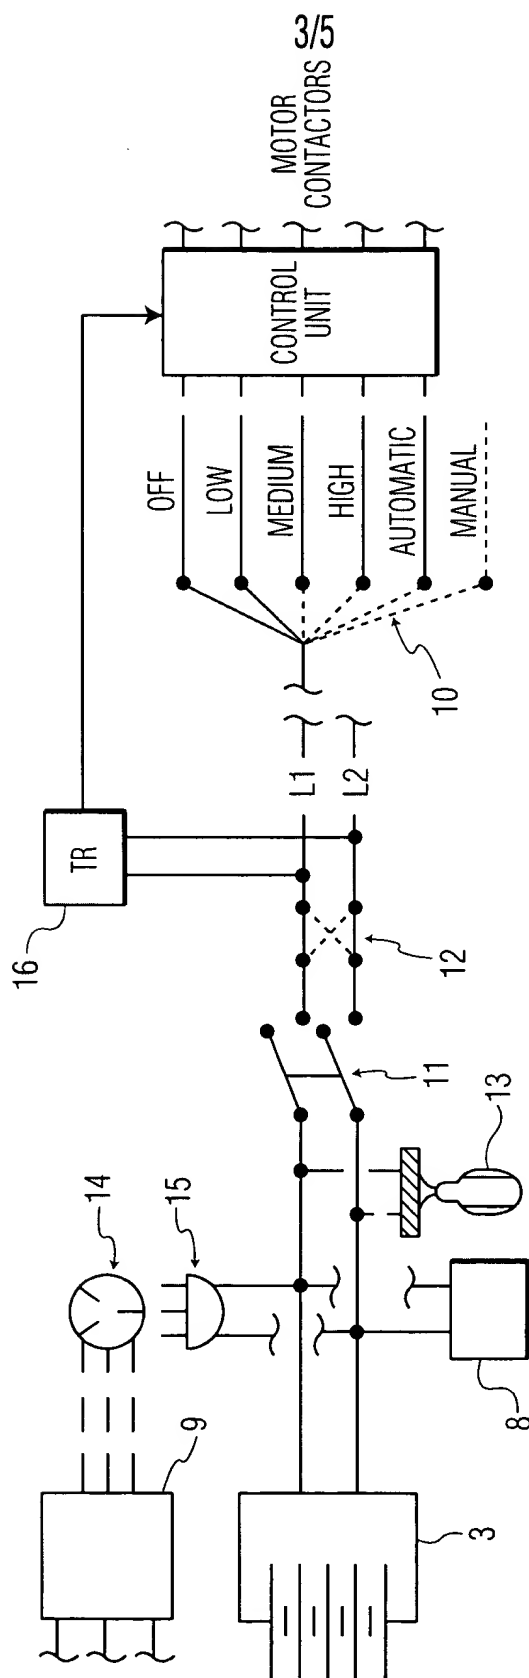 3/5
MOTOR
CONTACTORS
CONTROL
UNIT
OFF
LOW
MEDIUM
HIGH
AUTOMATIC
MANUAL
10
L1
L2
TR
16
12
11
13
14
15
9
8
3